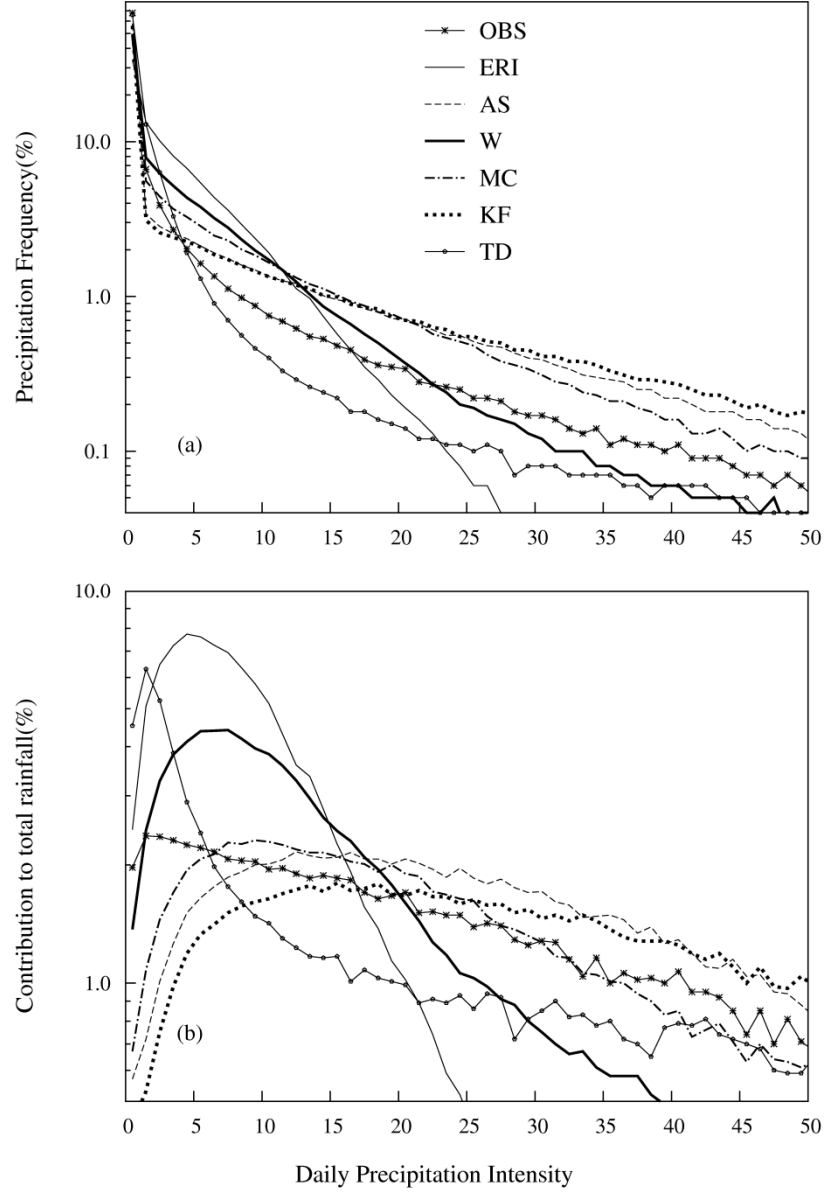 OBS
ERI
AS
W
MC
KF
TD
Precipitation Frequency(%)
10.0
1.0
0.1
(a)
0 5 10 15 20 25 30 35 40 45 50
Contribution to total rainfall(%)
10.0
1.0
(b)
0 5 10 15 20 25 30 35 40 45 50
Daily Precipitation Intensity